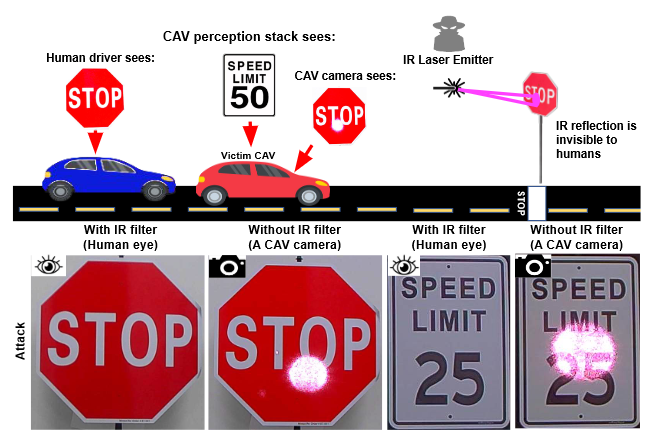 CAV perception stack sees:
Human driver sees:
STOP
SPEED
LIMIT
50
CAV camera sees:
STOP
Victim CAV
IR Laser Emitter
STOP
IR reflection is
invisible to
humans
STOP
With IR filter
(Human eye)
Without IR filter
(A CAV camera)
With IR filter
(Human eye)
Without IR filter
(A CAV camera)
Attack
STOP
STOP
SPEED
LIMIT
25
SPEED
LIMIT
25